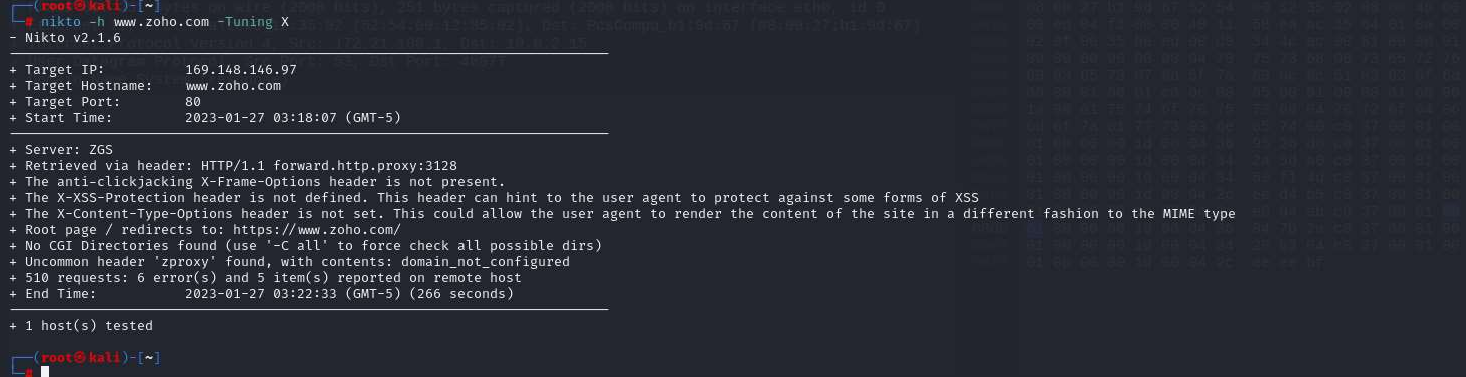 ┌──(root㉿kali)-[~]
└─# nikto -h www.zoho.com -Tuning X
- Nikto v2.1.6
+ Target IP: 169.148.146.97
+ Target Hostname: www.zoho.com
+ Target Port: 80
+ Start Time: 2023-01-27 03:18:07 (GMT-5)
+ Server: ZGS
+ Retrieved via header: HTTP/1.1 forward.http.proxy:3128
+ The anti-clickjacking X-Frame-Options header is not present.
+ The X-XSS-Protection header is not defined. This header can hint to the user agent to protect against some forms of XSS
+ The X-Content-Type-Options header is not set. This could allow the user agent to render the content of the site in a different fashion to the MIME type
+ Root page / redirects to: https://www.zoho.com/
+ No CGI Directories found (use '-C all' to force check all possible dirs)
+ Uncommon header 'zproxy' found, with contents: domain_not_configured
+ 510 requests: 6 error(s) and 5 item(s) reported on remote host
+ End Time: 2023-01-27 03:22:33 (GMT-5) (266 seconds)
+ 1 host(s) tested
┌──(root㉿kali)-[~]
└─#